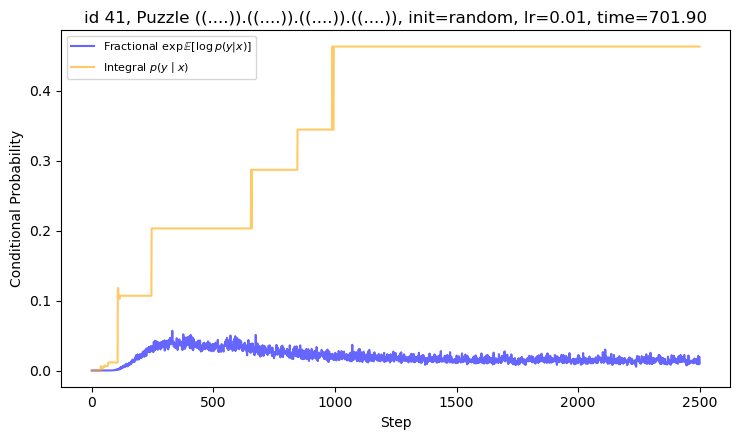 id 41, Puzzle ((....)).((....)).((....)).((....)), init=random, lr=0.01, time=701.90
Fractional exp𝔼[log p(y|x)]
Integral p(y | x)
Conditional Probability
0.4
0.3
0.2
0.1
0.0
0 500 1000 1500 2000 2500
Step